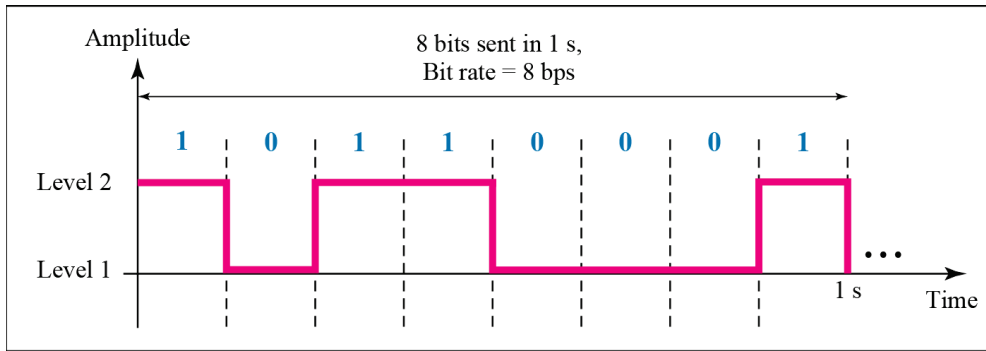 Amplitude
8 bits sent in 1 s,
Bit rate = 8 bps
1 0 1 1 0 0 0 1
Level 2
Level 1
...
1 s
Time